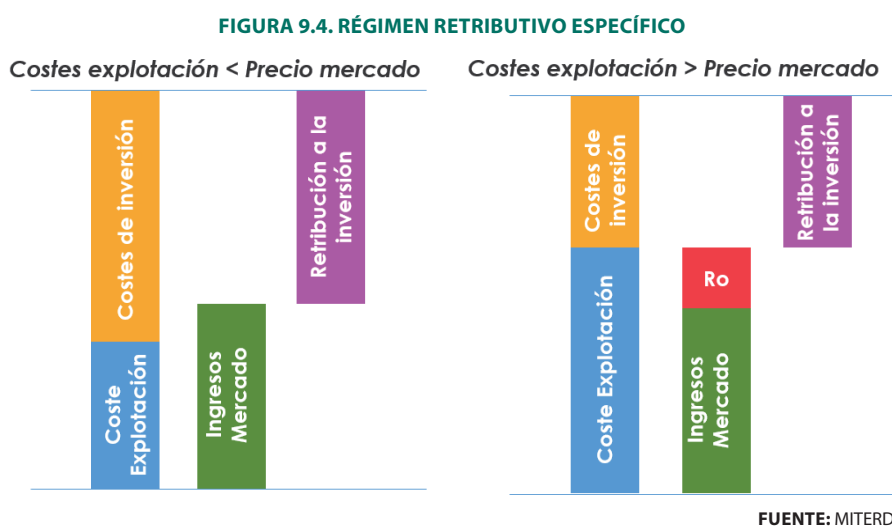 FIGURA 9.4. RÉGIMEN RETRIBUTIVO ESPECÍFICO
Costes explotación < Precio mercado
Costes de inversión
Coste
Explotación
Ingresos
Mercado
Retribución a la
inversión
Costes explotación > Precio mercado
Costes de
inversión
Coste Explotación
Ro
Ingresos
Mercado
Retribución a
la inversión
FUENTE: MITERD